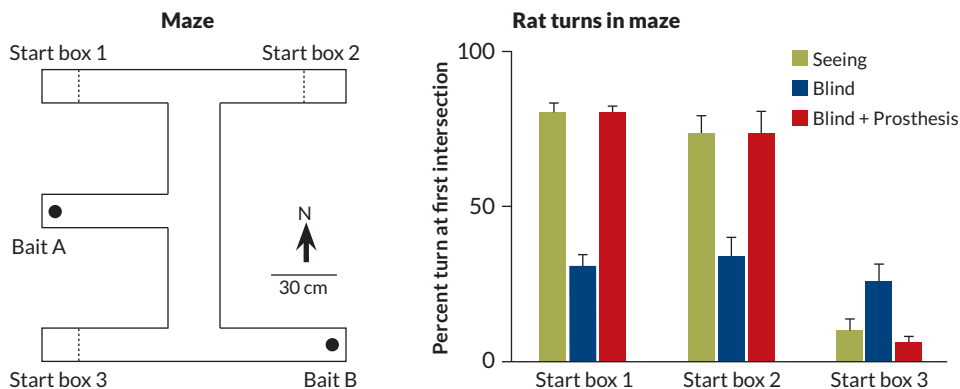 Maze
Start box 1
Start box 2
Bait A
N
30 cm
Start box 3
Bait B
Rat turns in maze
Percent turn at first intersection
100
50
0
Seeing
Blind
Blind + Prosthesis
Start box 1
Start box 2
Start box 3